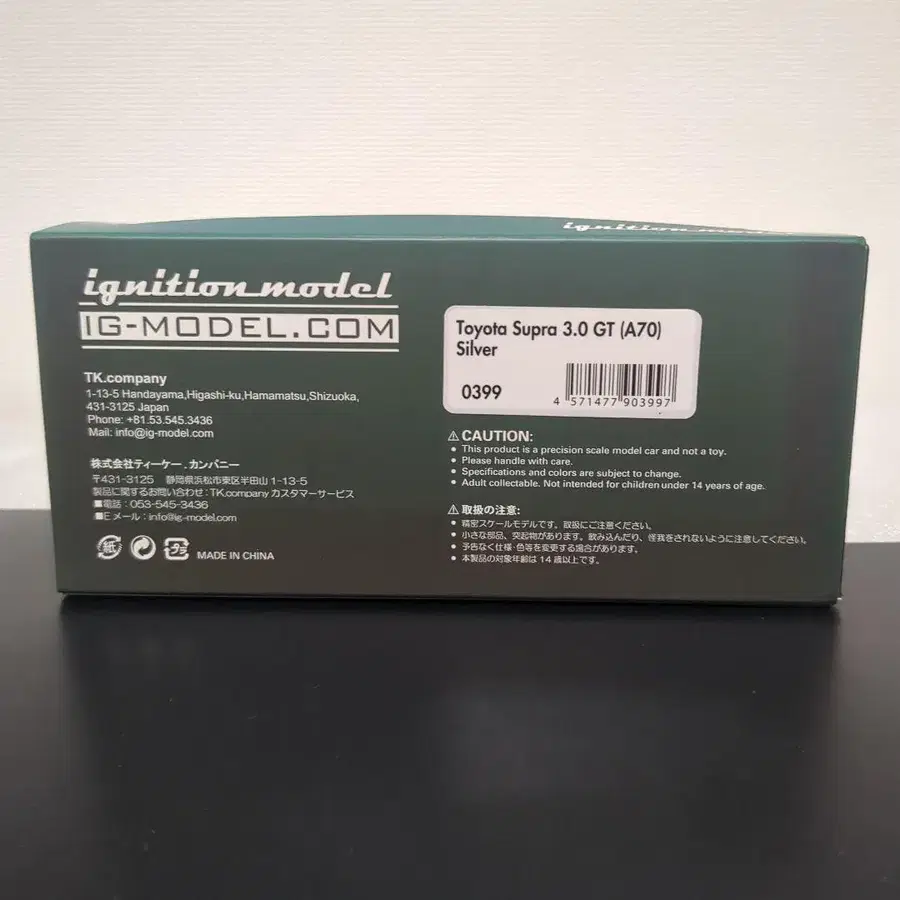 ignition model
ignition model
IG-MODEL.COM
TK.company
1-13-5 Handayama,Higashi-ku,Hamamatsu,Shizuoka,
431-3125 Japan
Phone: +81.53.545.3436
Mail: info@ig-model.com
株式会社ティーケー.カンパニー
〒431-3125 静岡県浜松市東区半田山1-13-5
製品に関するお問い合わせ:TK.company カスタマーサービス
■電話:053-545-3436
■Eメール:info@ig-model.com
紙
プラ
MADE IN CHINA
Toyota Supra 3.0 GT (A70)
Silver
0399
4 571477 903997
⚠CAUTION:
• This product is a precision scale model car and not a toy.
• Please handle with care.
• Specifications and colors are subject to change.
• Adult collectable. Not intended for children under 14 years of age.
⚠取扱の注意:
• 精密スケールモデルです。取扱にご注意ください。
• 小さな部品、突起物があります。飲み込んだり、怪我をされないように注意してください。
• 予告なく仕様・色等を変更する場合があります。
• 本製品の対象年齢は14歳以上です。